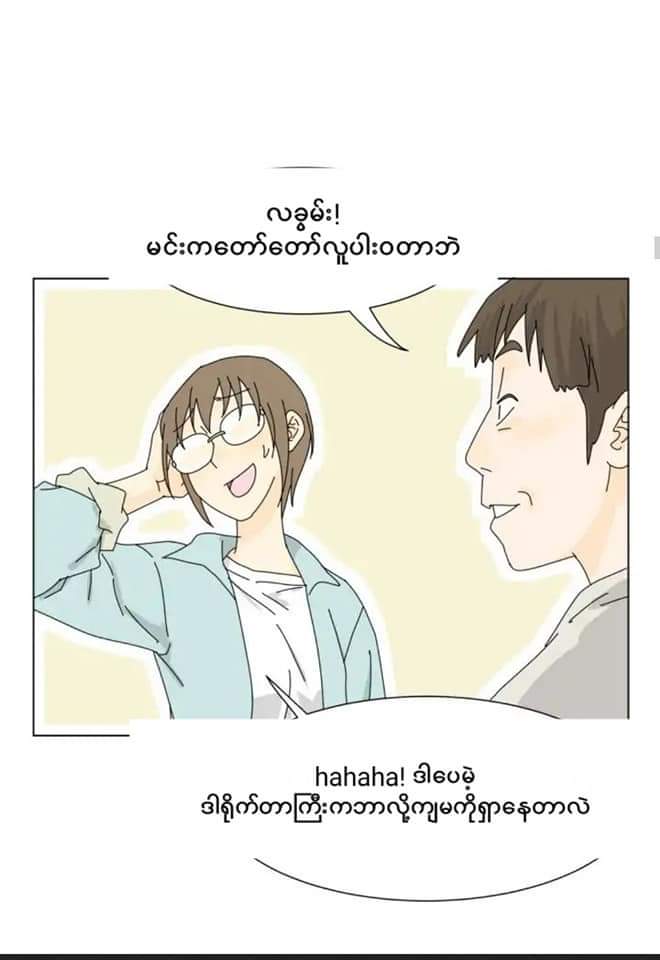 လခွမ်း!
မင်းကတော်တော်လူပါးဝတာဘဲ
hahaha! ဒါပေမဲ့
ဒါရိုက်တာကြီးကဘာလို့ကျမကိုရှာနေတာလဲ